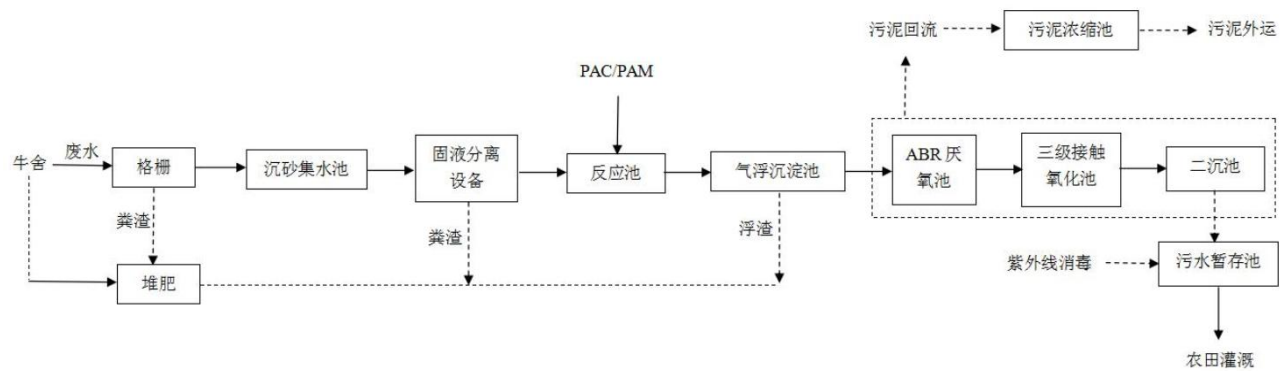 污泥回流
污泥浓缩池
污泥外运
PAC/PAM
牛舍
废水
格栅
沉砂集水池
固液分离
设备
反应池
气浮沉淀池
ABR 厌
氧池
三级接触
氧化池
二沉池
粪渣
粪渣
浮渣
堆肥
紫外线消毒
污水暂存池
农田灌溉